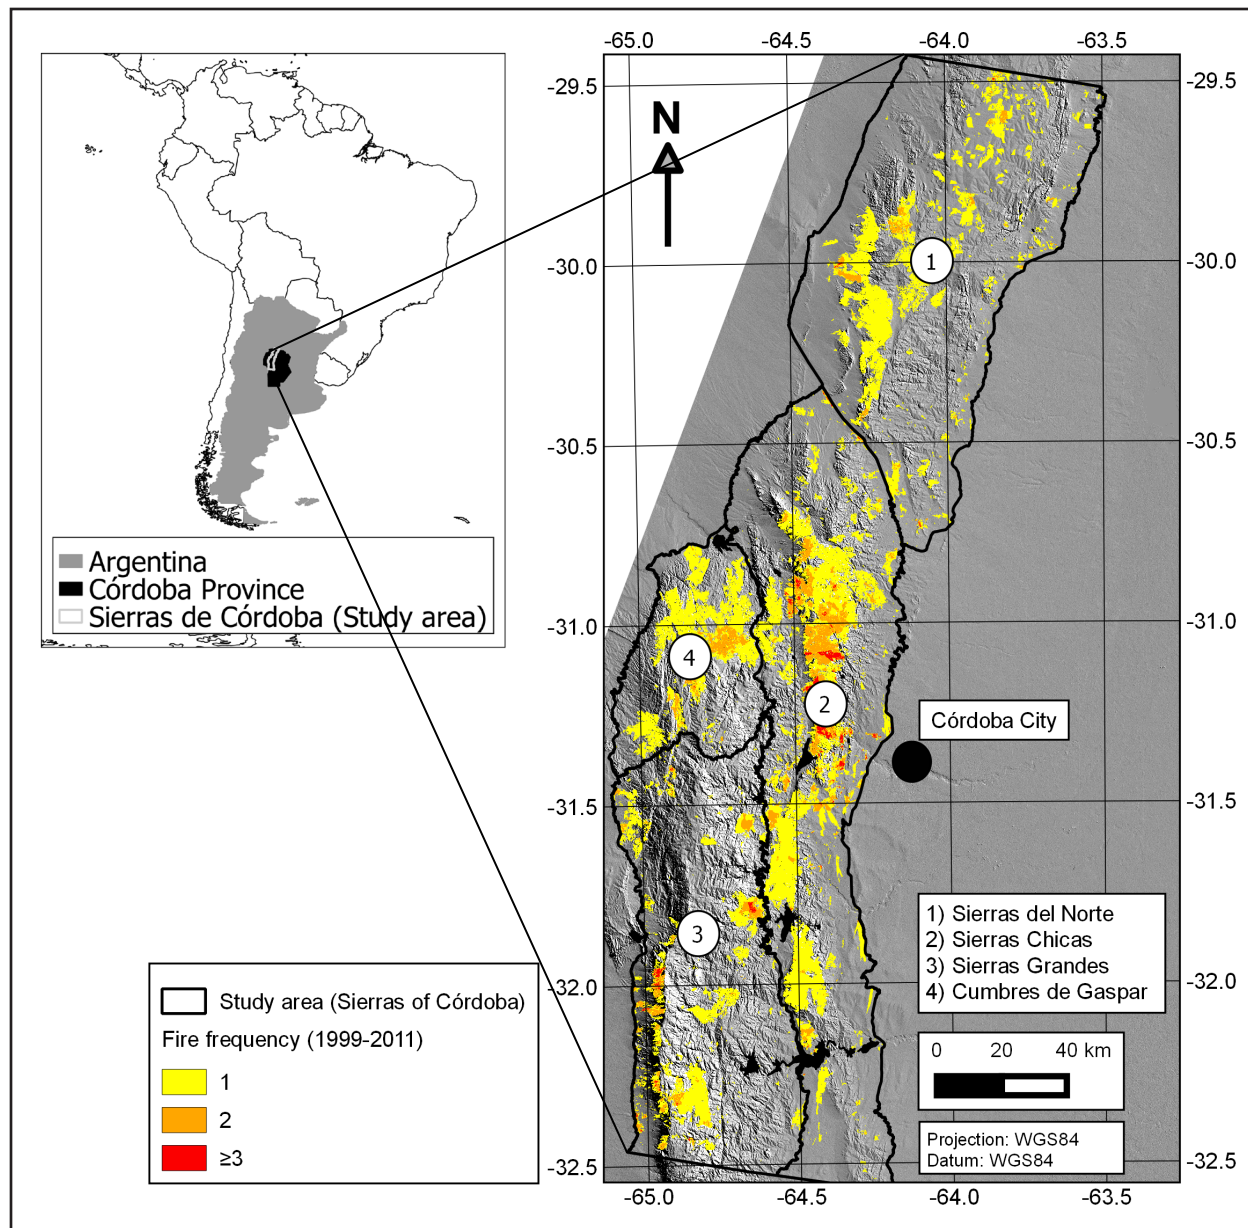 -65.0
-64.5
-64.0
-63.5
-29.5
-29.5
N
1
-30.0
-30.0
-30.5
-30.5
Argentina
Córdoba Province
Sierras de Córdoba (Study area)
-31.0
-31.0
4
2
Córdoba City
-31.5
-31.5
3
1) Sierras del Norte
2) Sierras Chicas
3) Sierras Grandes
4) Cumbres de Gaspar
-32.0
-32.0
Study area (Sierras of Córdoba)
Fire frequency (1999-2011)
1
2
≥3
0 20 40 km
Projection: WGS84
Datum: WGS84
-32.5
-32.5
-65.0
-64.5
-64.0
-63.5